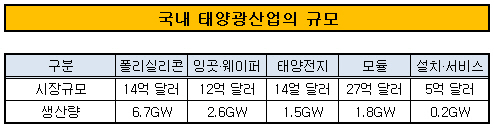 국내 태양광산업의 규모
구분 폴리실리콘 잉곳·웨이퍼 태양전지 모듈 설치·서비스
시장규모 14억 달러 12억 달러 14얼 달러 27억 달러 5억 달러
생산량 6.7GW 2.6GW 1.5GW 1.8GW 0.2GW